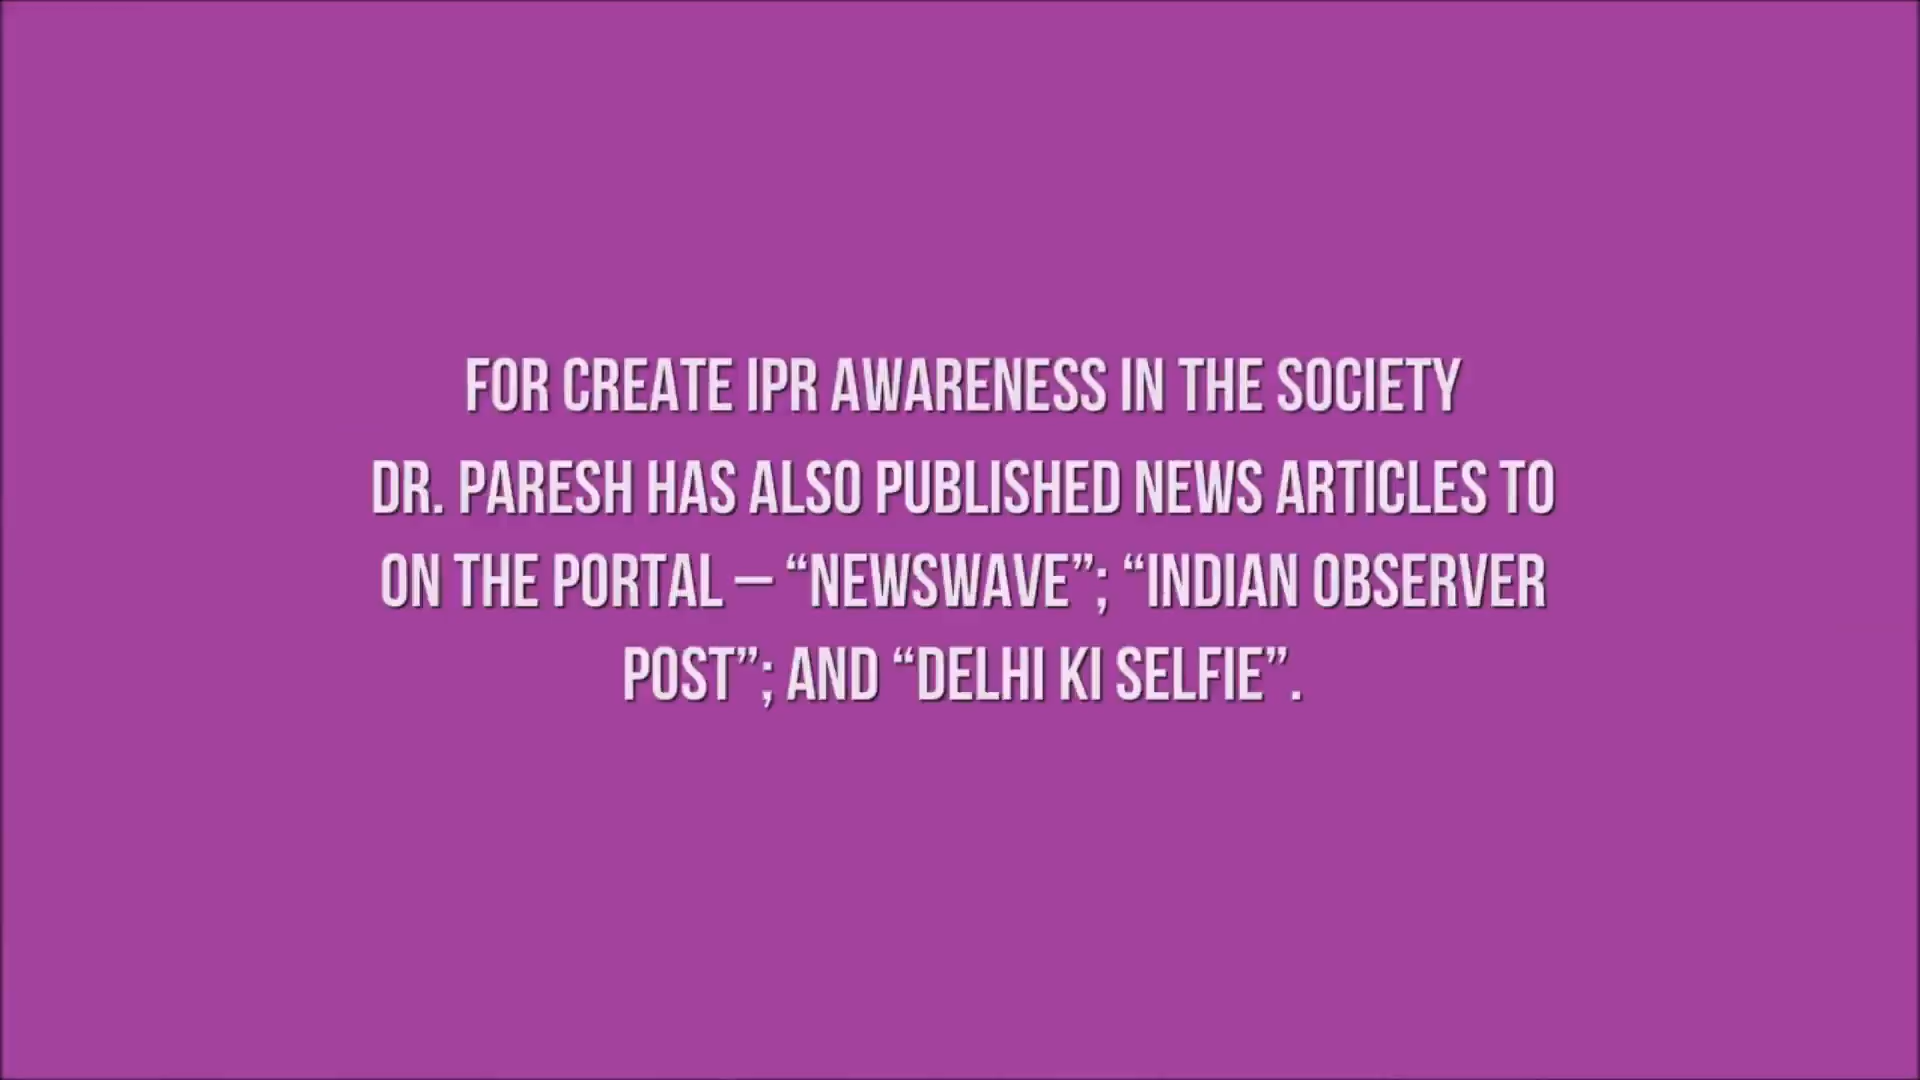 FOR CREATE IPR AWARENESS IN THE SOCIETY
DR. PARESH HAS ALSO PUBLISHED NEWS ARTICLES TO
ON THE PORTAL – “NEWSWAVE”; “INDIAN OBSERVER
POST”; AND “DELHI KI SELFIE”.